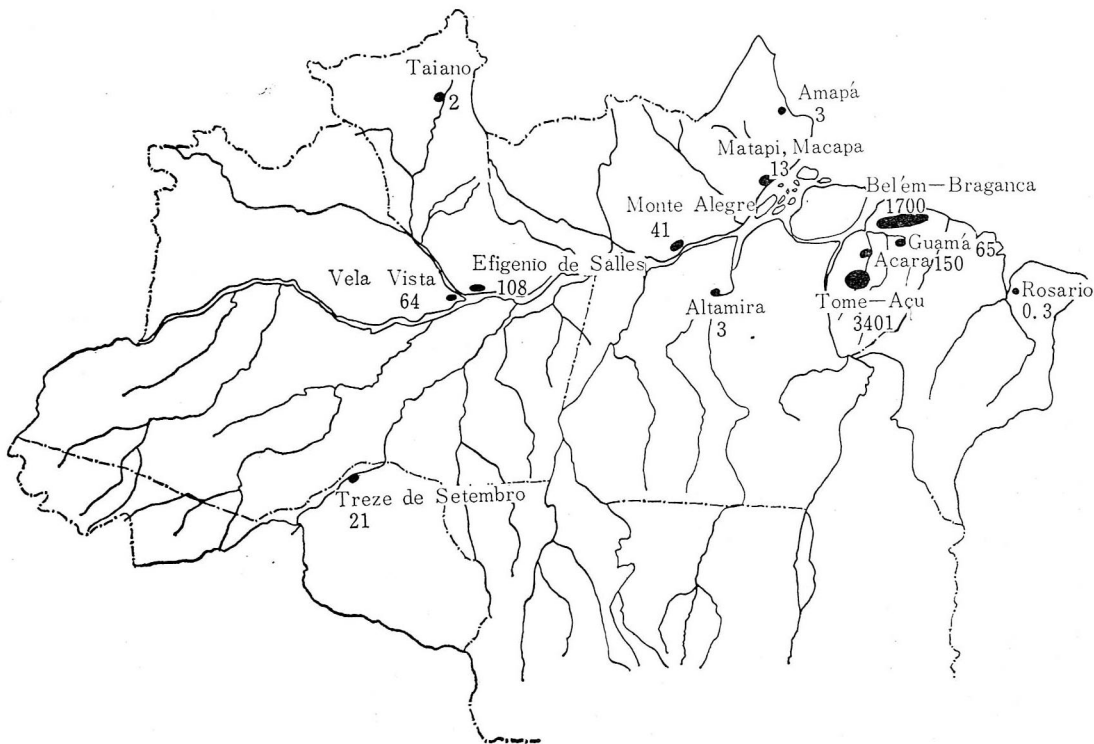 Taiano
2
Amapá
3
Matapi, Macapa
13
Bel'em—Braganca
1700
Monte Alegre
41
Guamá 65
Acara 150
Efigenio de Salles
108
Vela Vista
64
Altamira
3
Tome—Açu
3401
Rosario
0.3
Treze de Setembro
21